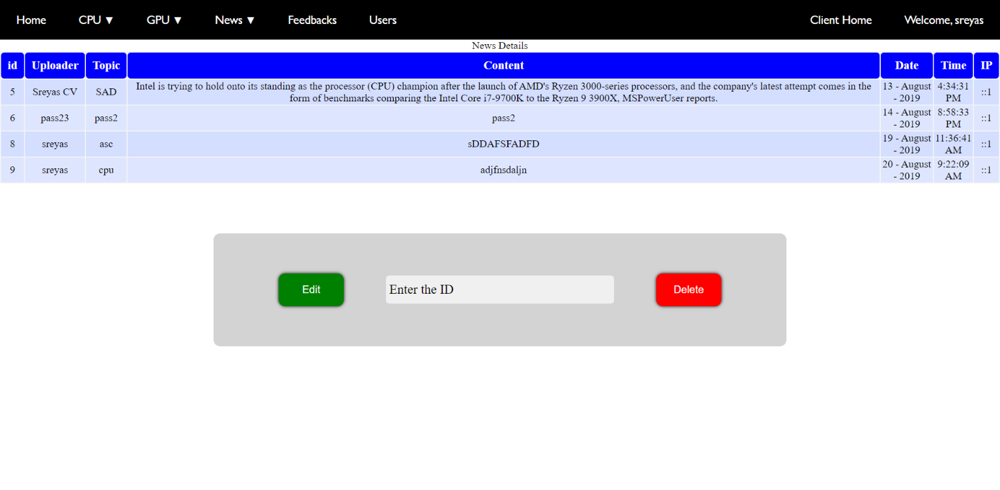 Home CPU ▼ GPU ▼ News ▼ Feedbacks Users Client Home Welcome, sreyas
News Details
id Uploader Topic Content Date Time IP
5 Sreyas CV SAD Intel is trying to hold onto its standing as the processor (CPU) champion after the launch of AMD's Ryzen 3000-series processors, and the company's latest attempt comes in the 13 - August 4:34:31 ::1
form of benchmarks comparing the Intel Core i7-9700K to the Ryzen 9 3900X, MSPowerUser reports. - 2019 PM
6 pass23 pass2 pass2 14 - August 8:58:33 ::1
- 2019 PM
8 sreyas asc sDDAFSFADFD 19 - August 11:36:41 ::1
- 2019 AM
9 sreyas cpu adjfnsdaljn 20 - August 9:22:09 ::1
- 2019 AM
Edit Enter the ID Delete